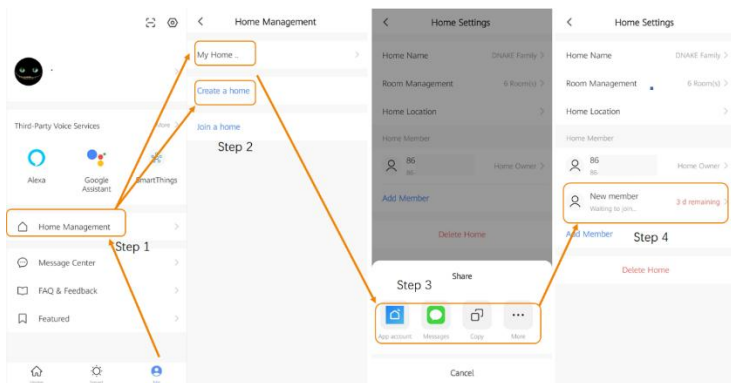 Third-Party Voice Services
More >
Alexa
Google
Assistant
SmartThings
Home Management
Step 1
Message Center
FAQ & Feedback
Featured
Home Management
My Home ..
Create a home
Join a home
Step 2
Home Settings
Home Name
DNAKE Family >
Room Management
6 Room(s) >
Home Location
Home Member
86
86
Home Owner >
Add Member
Delete Home
Share
Step 3
App account
Messages
Copy
More
Cancel
Home Settings
Home Name
DNAKE Family >
Room Management
6 Room(s) >
Home Location
Home Member
86
86
Home Owner >
New member
Waiting to join..
3 d remaining >
Add Member
Step 4
Delete Home